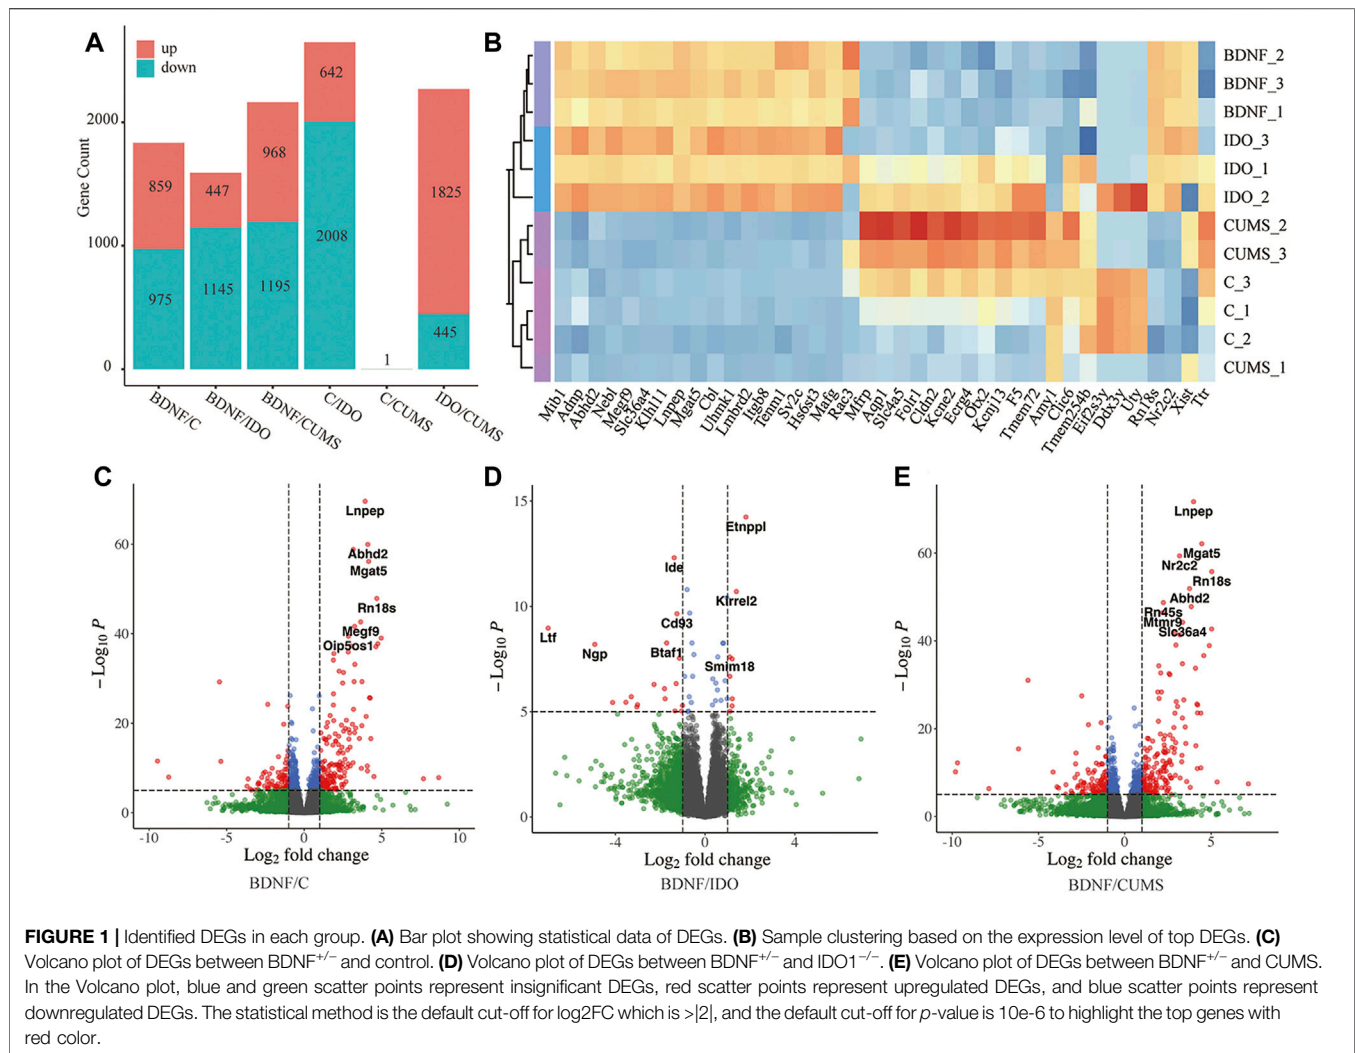 A
up
down
Gene Count
2000
1000
0
859
975
447
1145
968
1195
642
2008
1
1825
445
BDNF/C
BDNF/IDO
BDNF/CUMS
C/IDO
C/CUMS
IDO/CUMS
B
BDNF_2
BDNF_3
BDNF_1
IDO_3
IDO_1
IDO_2
CUMS_2
CUMS_3
C_3
C_1
C_2
CUMS_1
Mib1
Adnp
Abhd2
Nebl
Megf9
Slc36a4
Klhl11
Lnpep
Mgat5
Cbl
Uhmk1
Lmbrd2
Itgb8
Tenm1
Sv2c
Hs6st3
Mafg
Rac3
Mfrp
Aqp1
Slc4a5
Folr1
Cldn2
Kcne2
Ecrg4
Otx2
Kcnj13
F5
Tmem72
Amy1
Clic6
Tmem254b
Eif2s3y
Ddx3y
Uty
Rn18s
Nr2c2
Xist
Ttr
C
Lnpep
Abhd2
Mgat5
Rn18s
Megf9
Oip5os1
60
40
20
0
− Log10 P
-10
-5
0
5
10
Log2 fold change
BDNF/C
D
Etnppl
Ide
Kirrel2
Cd93
Ltf
Ngp
Btaf1
Smim18
15
10
5
0
− Log10 P
-4
0
4
Log2 fold change
BDNF/IDO
E
Lnpep
Mgat5
Nr2c2
Rn18s
Abhd2
Rn45s
Mtmr9
Slc36a4
60
40
20
0
− Log10 P
-10
-5
0
5
Log2 fold change
BDNF/CUMS
FIGURE 1 | Identified DEGs in each group. (A) Bar plot showing statistical data of DEGs. (B) Sample clustering based on the expression level of top DEGs. (C)
Volcano plot of DEGs between BDNF+/− and control. (D) Volcano plot of DEGs between BDNF+/− and IDO1−/−. (E) Volcano plot of DEGs between BDNF+/− and CUMS.
In the Volcano plot, blue and green scatter points represent insignificant DEGs, red scatter points represent upregulated DEGs, and blue scatter points represent
downregulated DEGs. The statistical method is the default cut-off for log2FC which is >|2|, and the default cut-off for p-value is 10e-6 to highlight the top genes with
red color.